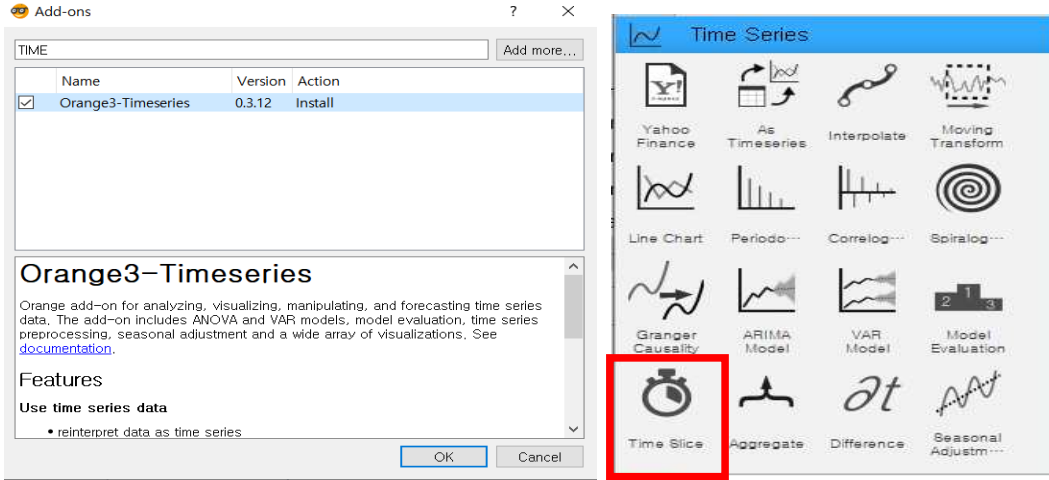 Add-ons
?
TIME
Add more...
Name Version Action
Orange3-Timeseries 0.3.12 Install
Orange3-Timeseries
Orange add-on for analyzing, visualizing, manipulating, and forecasting time series
data. The add-on includes ANOVA and VAR models, model evaluation, time series
preprocessing, seasonal adjustment and a wide array of visualizations. See
documentation.
Features
Use time series data
• reinterpret data as time series
OK Cancel
Time Series
Y!
FINANCE
Yahoo
Finance
As
Timeseries
Interpolate
Moving
Transform
Line Chart
Periodo···
Correlog···
Spiralog···
2 1 3
Granger
Causality
ARIMA
Model
VAR
Model
Model
Evaluation
∂t
Time Slice
Aggregate
Difference
Seasonal
Adjustm···